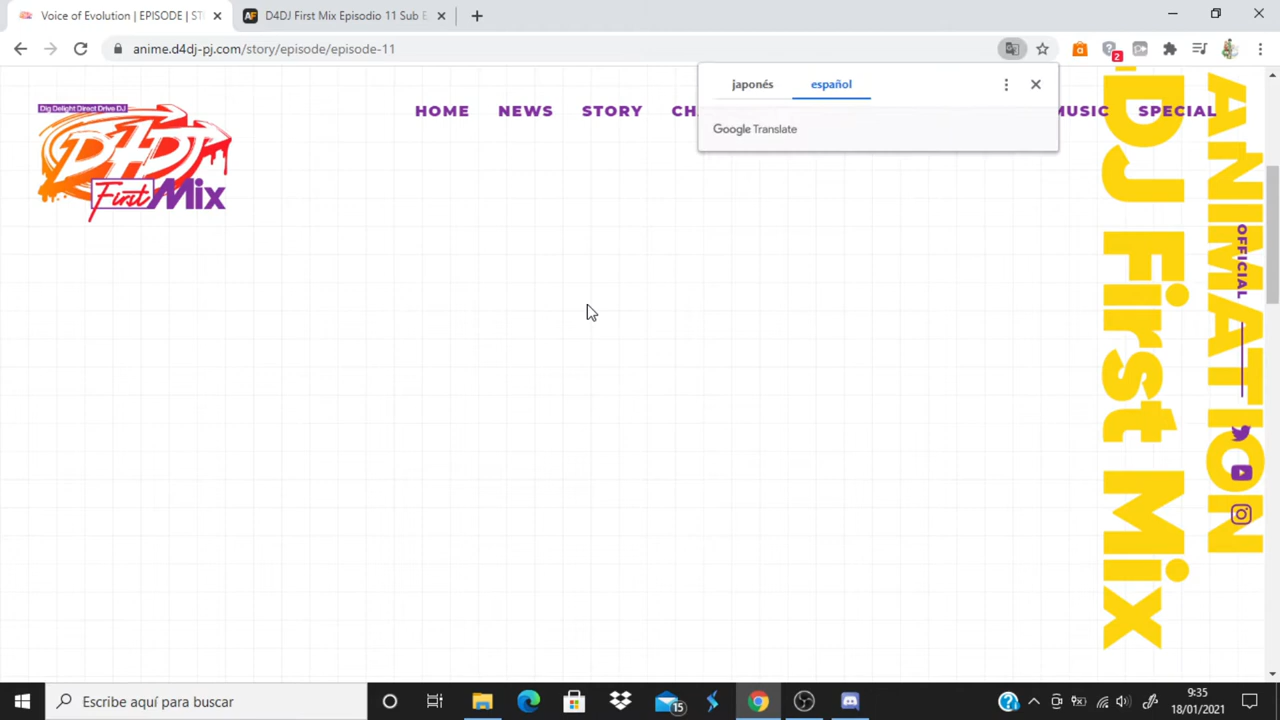 Voice of Evolution | EPISODE | ST
D4DJ First Mix Episodio 11 Sub E
anime.d4dj-pj.com/story/episode/episode-11
2
japonés español
Google Translate
Dig Delight Direct Drive DJ
D4DJ
First Mix
HOME NEWS STORY CH MUSIC SPECIAL
DJ First Mix
ANIMATION
OFFICIAL
Escribe aquí para buscar
15
9:35
18/01/2021